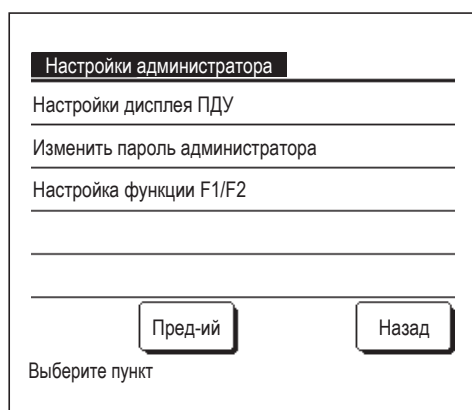 Настройки администратора
Настройки дисплея ПДУ
Изменить пароль администратора
Настройка функции F1/F2
Пред-ий Назад
Выберите пункт